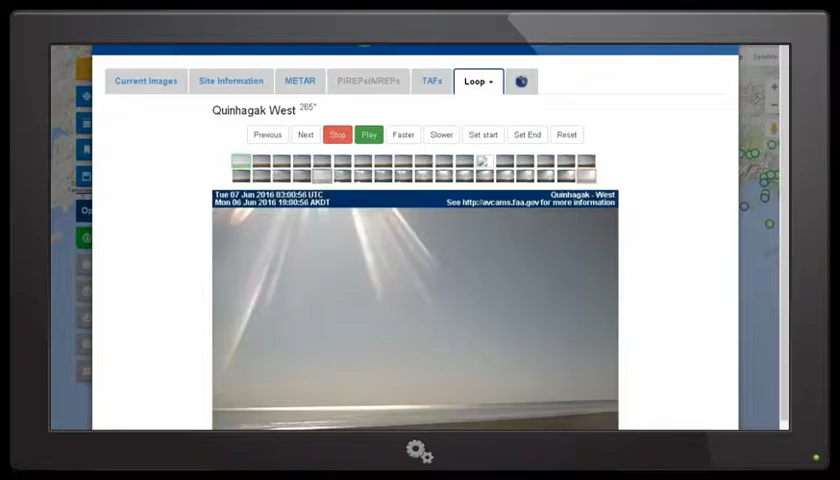 Satellite
Current Images
Site Information
METAR
PIREPs/AIREPs
TAFs
Loop
Quinhagak West 265°
Previous
Next
Stop
Play
Faster
Slower
Set start
Set End
Reset
Tue 07 Jun 2016 03:00:56 UTC
Quinhagak - West
Mon 06 Jun 2016 19:00:56 AKDT
See http://avcams.faa.gov for more information